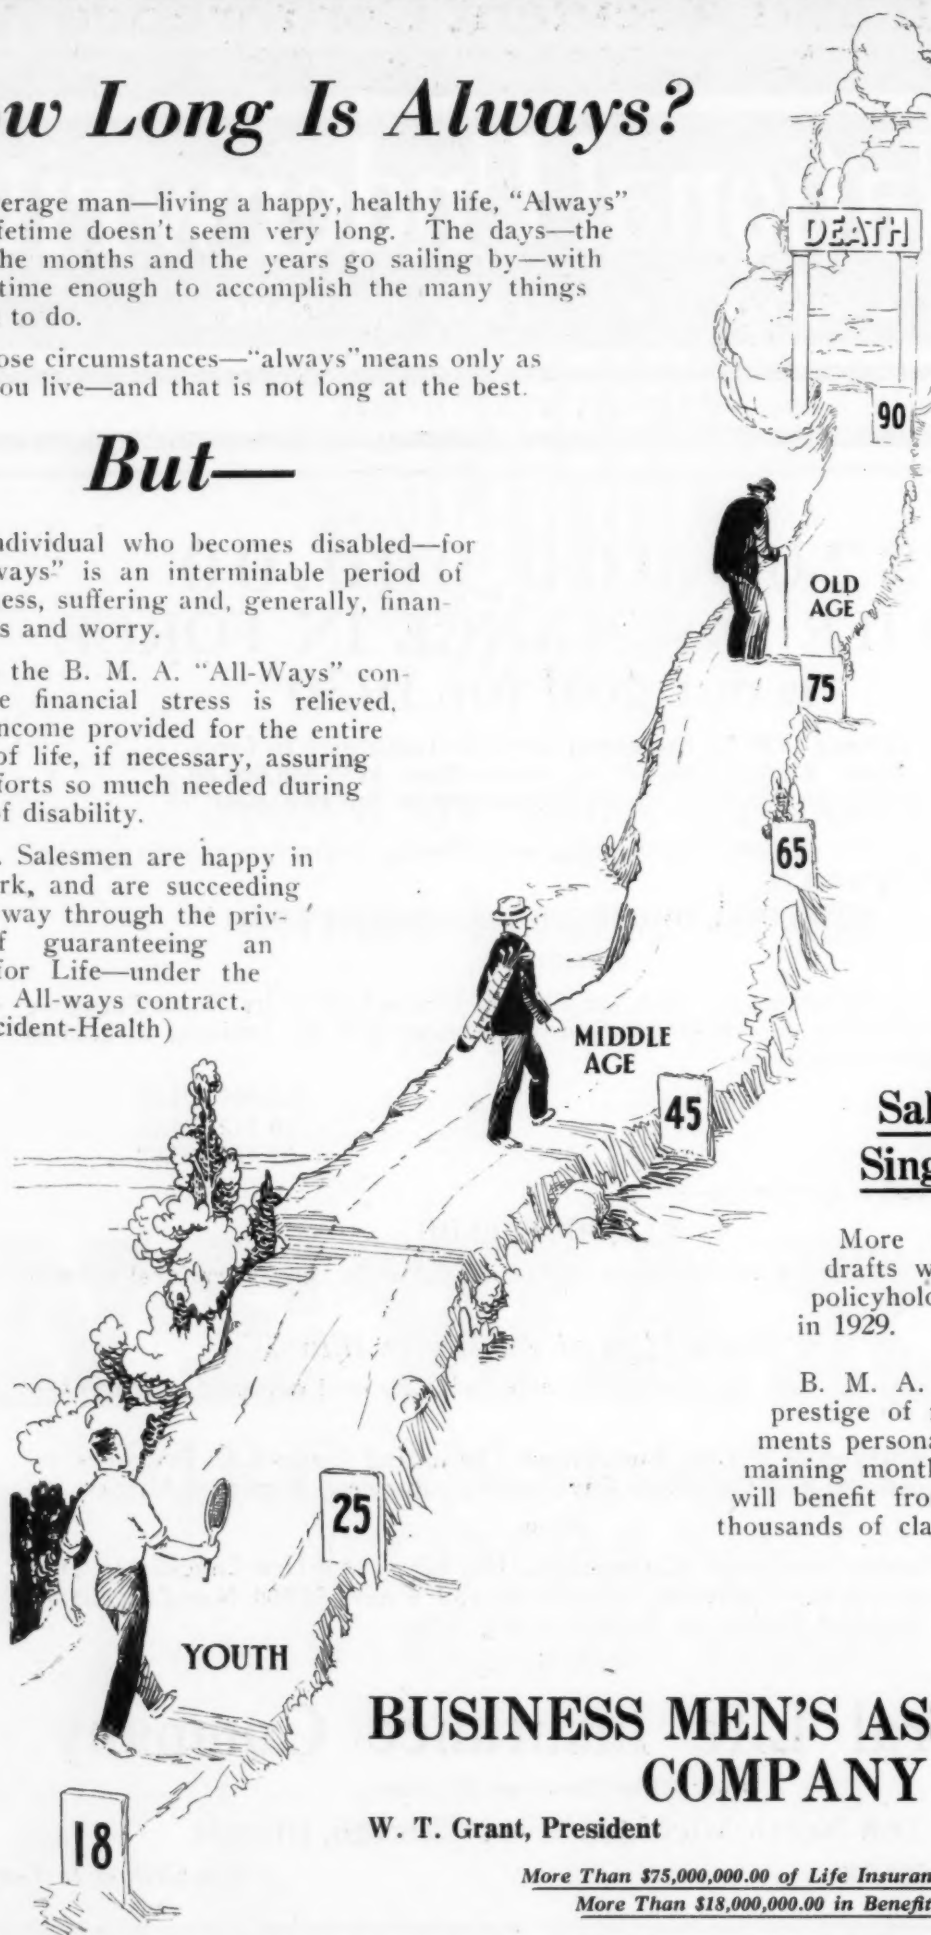 ow Long Is Always?
erage man—living a happy, healthy life, "Always"
fetime doesn't seem very long. The days—the
he months and the years go sailing by—with
time enough to accomplish the many things
to do.
ose circumstances—"always"means only as
ou live—and that is not long at the best.
But—
dividual who becomes disabled—for
ways" is an interminable period of
ess, suffering and, generally, finan-
s and worry.
the B. M. A. "All-Ways" con-
e financial stress is relieved,
ncome provided for the entire
of life, if necessary, assuring
forts so much needed during
f disability.
. Salesmen are happy in
rk, and are succeeding
way through the priv-
f guaranteeing an
for Life—under the
All-ways contract.
cident-Health)
DEATH
90
OLD
AGE
75
65
MIDDLE
AGE
45
25
YOUTH
18
Sal
Sing
More
drafts w
policyholo
in 1929.
B. M. A.
prestige of
ments persona
maining month
will benefit fro
thousands of cla
BUSINESS MEN'S AS
COMPANY
W. T. Grant, President
More Than $75,000,000.00 of Life Insuran
More Than $18,000,000.00 in Benefit